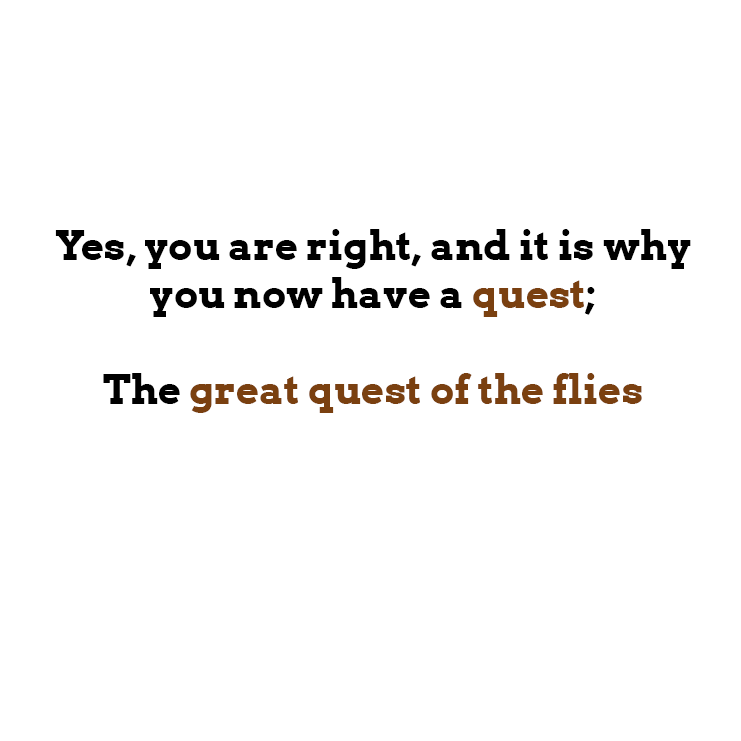 Yes, you are right, and it is why
you now have a quest;
The great quest of the flies